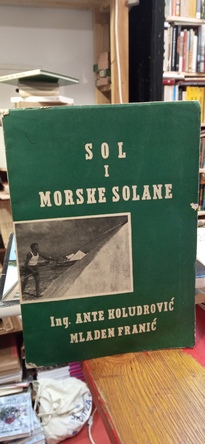 SOL
I
MORSKE SOLANE
Ing. ANTE KOLUDROVIĆ
MLADEN FRANIĆ